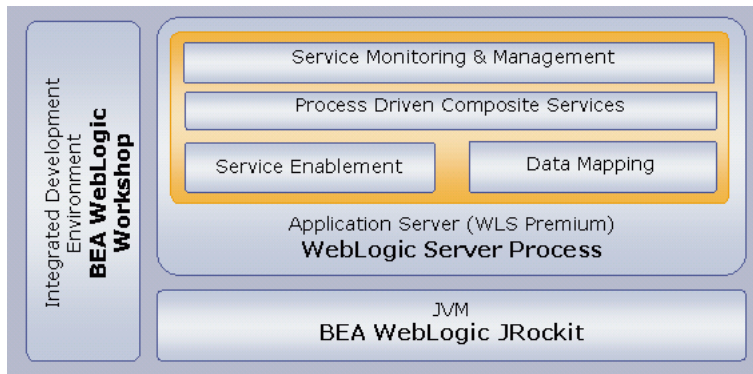 Integrated Development
Environment
BEA WebLogic
Workshop
Service Monitoring & Management
Process Driven Composite Services
Service Enablement
Data Mapping
Application Server (WLS Premium)
WebLogic Server Process
JVM
BEA WebLogic JRockit